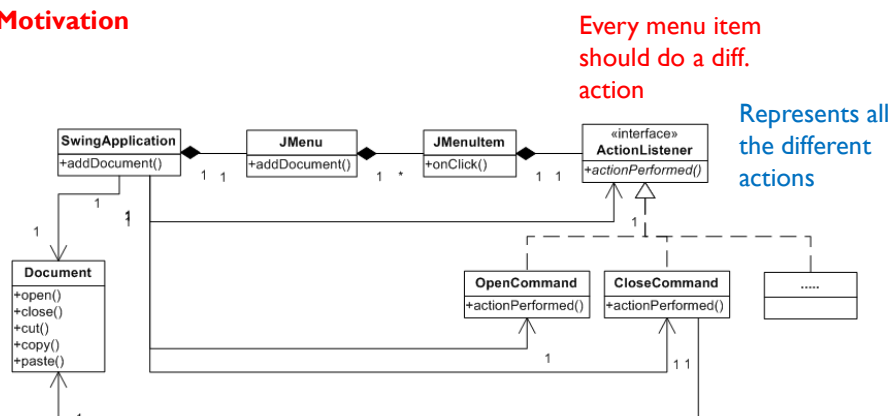 Motivation
Every menu item
should do a diff.
action
Represents all
the different
actions
SwingApplication
+addDocument()
JMenu
+addDocument()
JMenuItem
+onClick()
«interface»
ActionListener
+actionPerformed()
1 1
1 *
1 1
1
1
1
1
1
Document
+open()
+close()
+cut()
+copy()
+paste()
OpenCommand
+actionPerformed()
CloseCommand
+actionPerformed()
.....
1
1 1